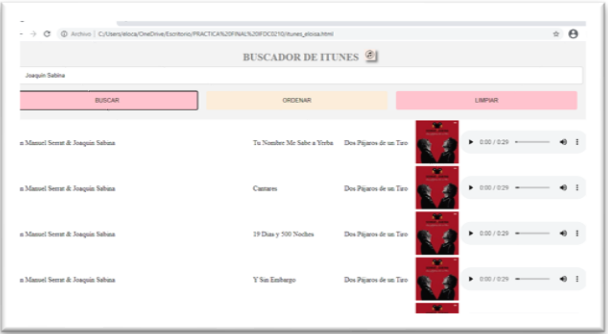 Archivo C:/Users/eloca/OneDrive/Escritorio/PRACTICA%20FINAL%20IFDC0210/itunes_eloisa.html
BUSCADOR DE ITUNES
Joaquin Sabina
BUSCAR ORDENAR LIMPIAR
n Manuel Serrat & Joaquín Sabina Tu Nombre Me Sabe a Yerba Dos Pájaros de un Tiro 0:00 / 0:29
n Manuel Serrat & Joaquín Sabina Cantares Dos Pájaros de un Tiro 0:00 / 0:29
n Manuel Serrat & Joaquín Sabina 19 Días y 500 Noches Dos Pájaros de un Tiro 0:00 / 0:29
n Manuel Serrat & Joaquín Sabina Y Sin Embargo Dos Pájaros de un Tiro 0:00 / 0:29